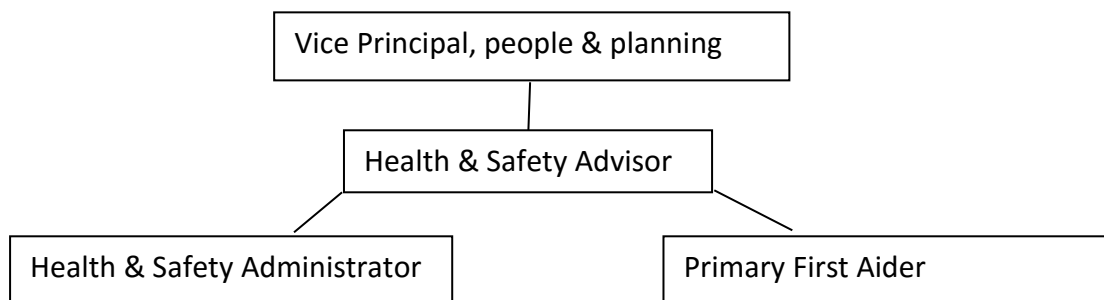 Vice Principal, people & planning
Health & Safety Advisor
Health & Safety Administrator
Primary First Aider